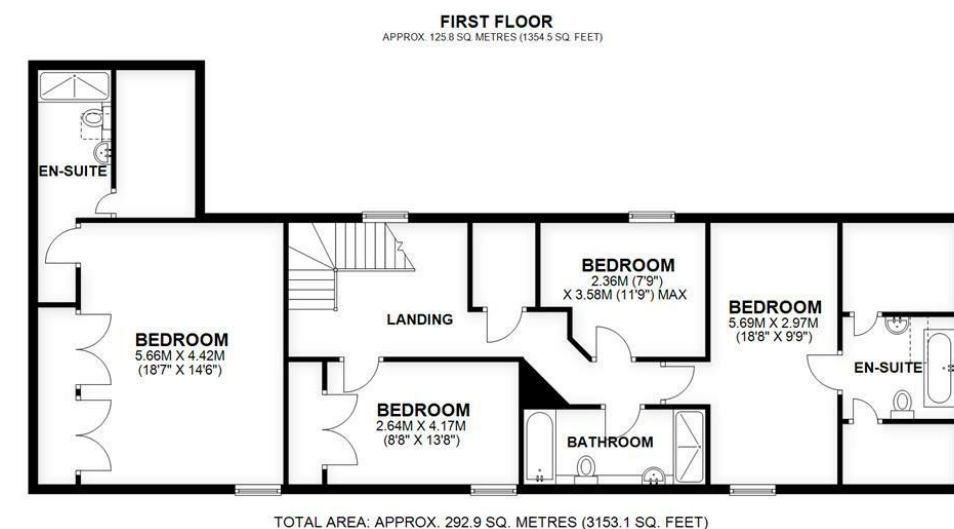 FIRST FLOOR
APPROX. 125.8 SQ. METRES (1354.5 SQ. FEET)
EN-SUITE
BEDROOM
5.66M X 4.42M
(18'7" X 14'6")
LANDING
BEDROOM
2.64M X 4.17M
(8'8" X 13'8")
BEDROOM
2.36M (7'9")
X 3.58M (11'9") MAX
BATHROOM
BEDROOM
5.69M X 2.97M
(18'8" X 9'9")
EN-SUITE
TOTAL AREA: APPROX. 292.9 SQ. METRES (3153.1 SQ. FEET)